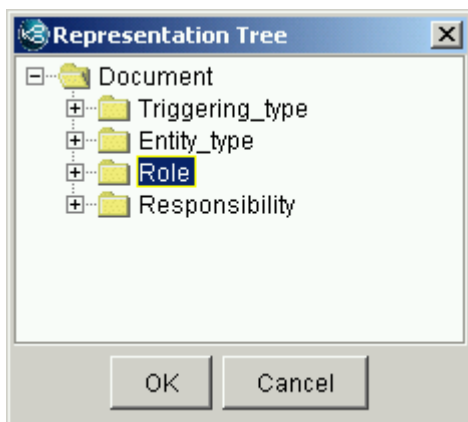 Representation Tree
Document
Triggering_type
Entity_type
Role
Responsibility
OK Cancel